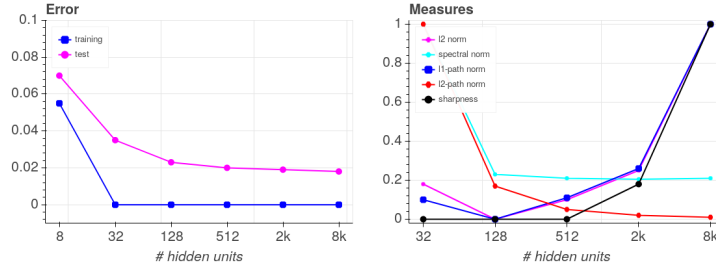 Error
0.1
0.08
0.06
0.04
0.02
0
training
test
8
32
128
512
2k
8k
# hidden units
Measures
1
0.8
0.6
0.4
0.2
0
l2 norm
spectral norm
l1-path norm
l2-path norm
sharpness
32
128
512
2k
8k
# hidden units